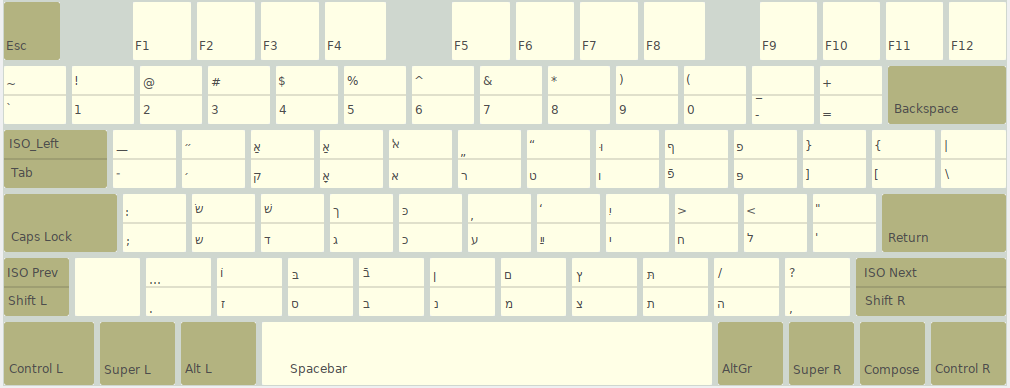 Esc F1 F2 F3 F4 F5 F6 F7 F8 F9 F10 F11 F12
~ ! @ # $ % ^ & * ) ( _ +
` 1 2 3 4 5 6 7 8 9 0 - = Backspace
ISO_Left — ״ אַ אַ „ “ וּ ף פּ } { |
Tab - ׳ ק אָ א ר ט ו פֿ פּ ] [ \
: שׂ שׁ ך כּ , ‘ יִ > < "
Caps Lock ; ש ד ג כ ע ײַ י ח ל ' Return
ISO Prev … וֹ בּ בֿ ן ם ץ תּ / ? ISO Next
Shift L . ז ס ב נ מ צ ת ה , Shift R
Control L Super L Alt L Spacebar AltGr Super R Compose Control R